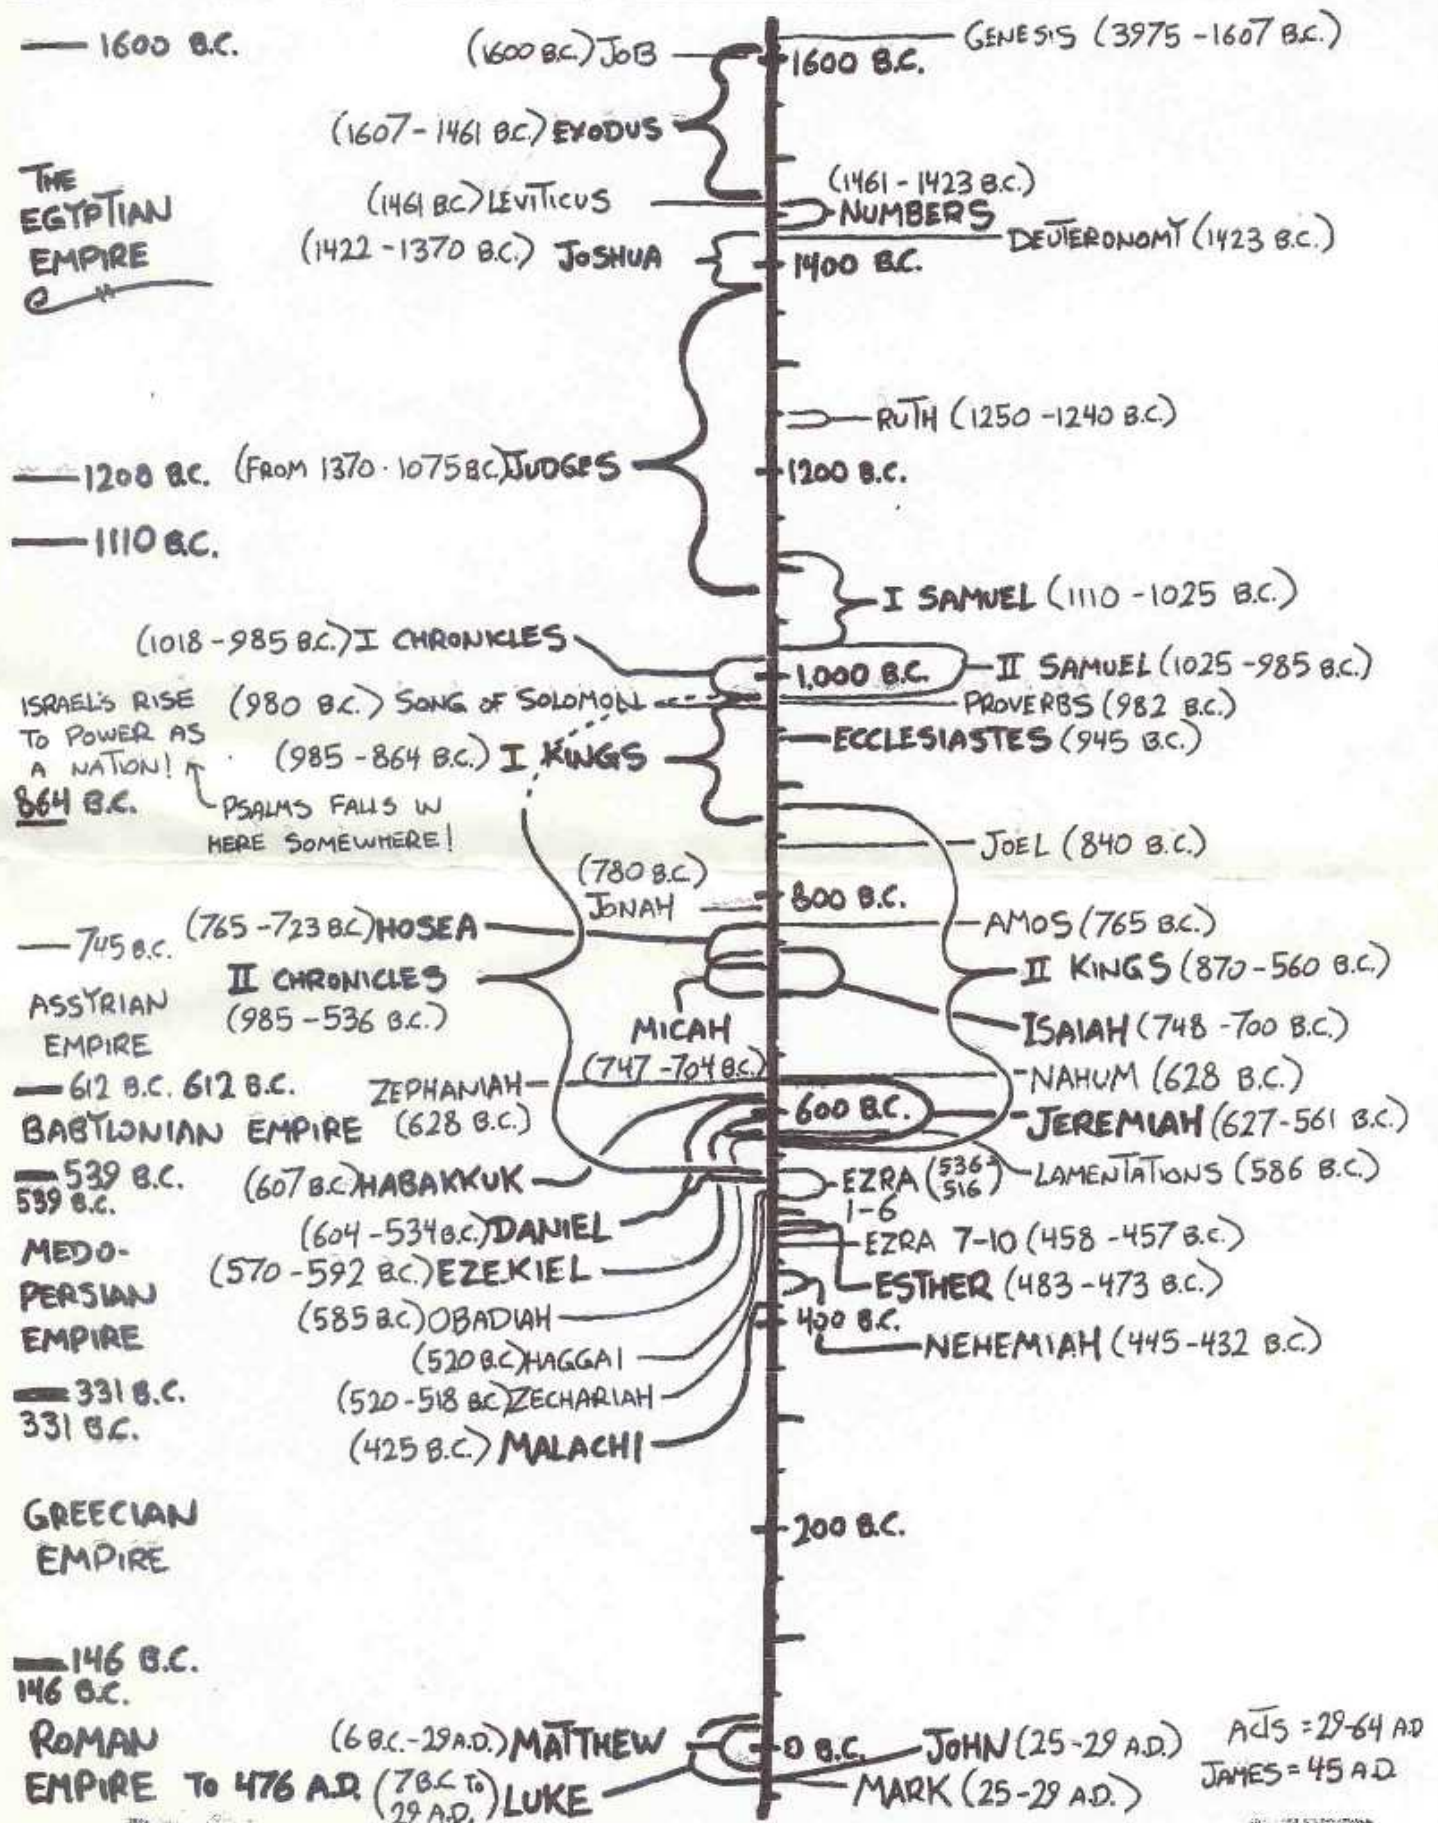 1600 B.C.
(1600 B.C.) JOB
GENESIS (3975-1607 B.C.)
1600 B.C.
(1607-1461 B.C.) EXODUS
THE
EGYPTIAN
EMPIRE
(1461 B.C) LEVITICUS
(1461-1423 B.C.)
NUMBERS
DEUTERONOMY (1423 B.C.)
(1422-1370 B.C.) JOSHUA
1400 B.C.
RUTH (1250-1240 B.C.)
1200 B.C.
(FROM 1370-1075 B.C) JUDGES
1200 B.C.
1110 B.C.
I SAMUEL (1110-1025 B.C.)
(1018-985 B.C.) I CHRONICLES
1,000 B.C.
II SAMUEL (1025-985 B.C.)
ISRAEL'S RISE
TO POWER AS
A NATION!
864 B.C.
(980 B.C.) SONG OF SOLOMON
PROVERBS (982 B.C.)
(985-864 B.C.) I KINGS
ECCLESIASTES (945 B.C.)
PSALMS FALLS IN
HERE SOMEWHERE!
JOEL (840 B.C.)
(780 B.C.)
JONAH
800 B.C.
(765-723 B.C) HOSEA
AMOS (765 B.C.)
745 B.C.
II CHRONICLES
(985-536 B.C.)
II KINGS (870-560 B.C.)
ASSYRIAN
EMPIRE
MICAH
(747-704 B.C.)
ISAIAH (748-700 B.C.)
612 B.C. 612 B.C.
ZEPHANIAH
(628 B.C.)
NAHUM (628 B.C.)
600 B.C.
JEREMIAH (627-561 B.C.)
BABYLONIAN EMPIRE
539 B.C.
539 B.C.
(607 B.C) HABAKKUK
EZRA (536-
516)
1-6
LAMENTATIONS (586 B.C.)
(604-534 B.C.) DANIEL
EZRA 7-10 (458-457 B.C.)
MEDO-
PERSIAN
EMPIRE
(570-592 B.C.) EZEKIEL
ESTHER (483-473 B.C.)
(585 B.C) OBADIAH
400 B.C.
(520 B.C) HAGGAI
NEHEMIAH (445-432 B.C.)
331 B.C.
331 B.C.
(520-518 B.C) ZECHARIAH
(425 B.C.) MALACHI
GREECIAN
EMPIRE
200 B.C.
146 B.C.
146 B.C.
ROMAN
EMPIRE TO 476 A.D.
(6 B.C.-29 A.D.) MATTHEW
0 B.C.
JOHN (25-29 A.D.)
ACTS = 29-64 A.D
JAMES = 45 A.D.
(7 B.C TO
29 A.D.) LUKE
MARK (25-29 A.D.)